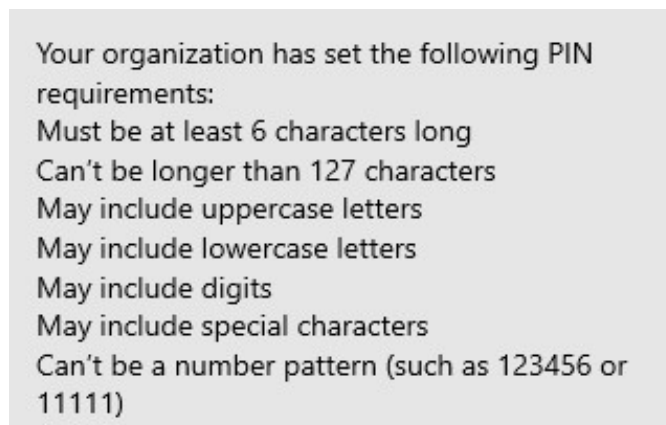 Your organization has set the following PIN
requirements:
Must be at least 6 characters long
Can't be longer than 127 characters
May include uppercase letters
May include lowercase letters
May include digits
May include special characters
Can't be a number pattern (such as 123456 or
11111)